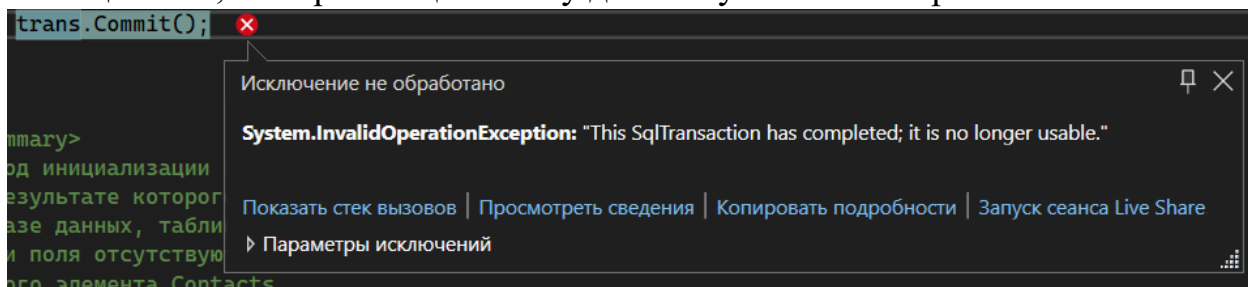 trans.Commit();
Исключение не обработано
System.InvalidOperationException: "This SqlTransaction has completed; it is no longer usable."
mmary>
од инициализации
езультате которог
Показать стек вызовов | Просмотреть сведения | Копировать подробности | Запуск сеанса Live Share
азе данных, табли
Параметры исключений
и поля отсутствую
ого элемента Contacts